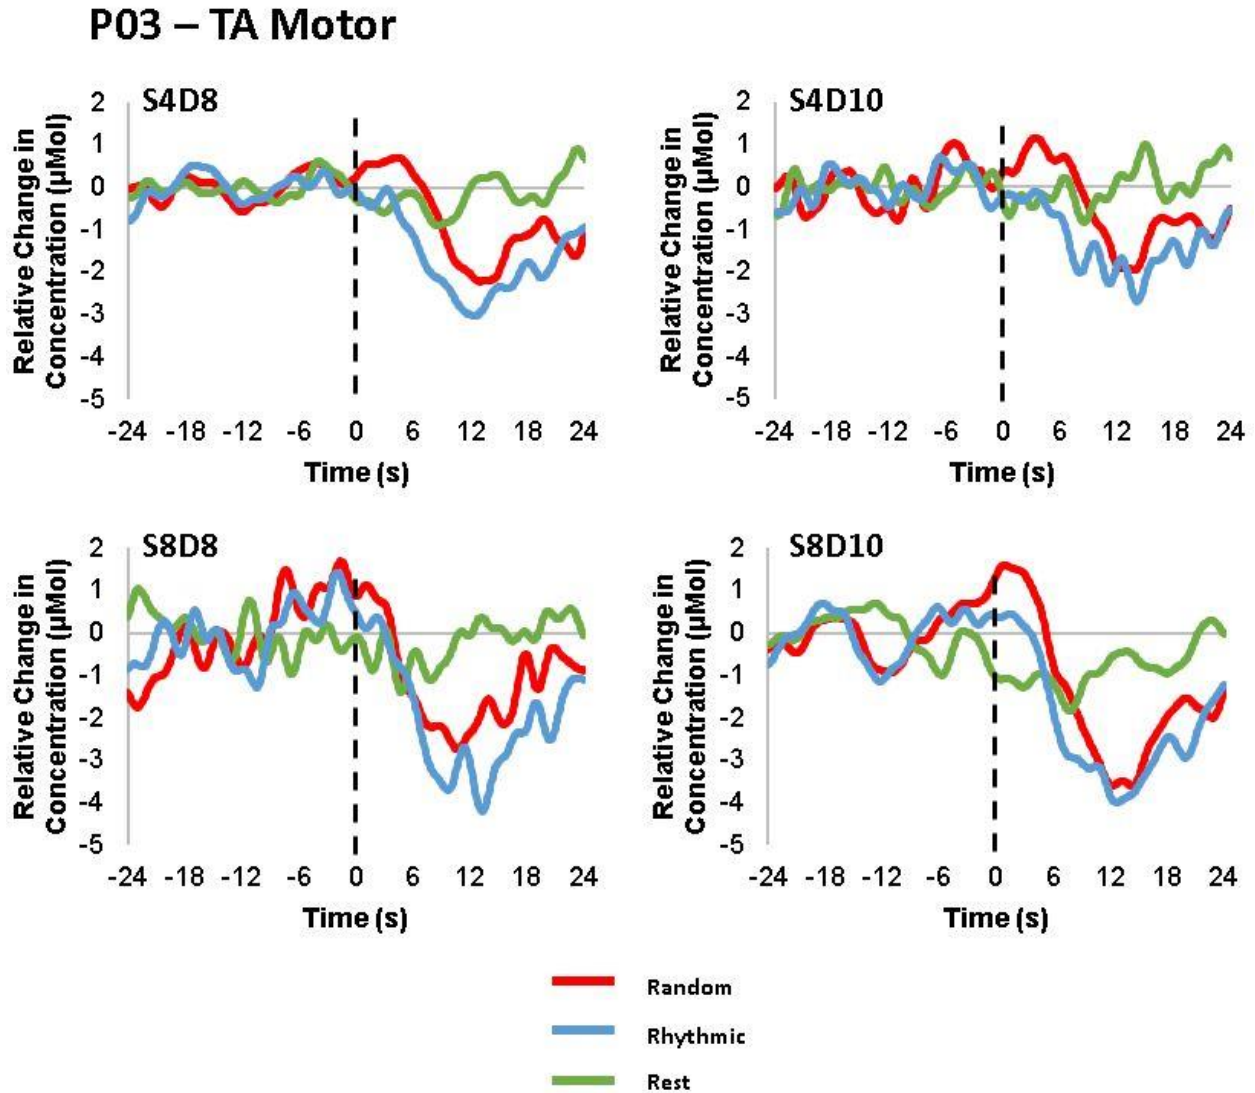 P03 – TA Motor
S4D8
Relative Change in
Concentration (µMol)
2
1
0
-1
-2
-3
-4
-5
-24 -18 -12 -6 0 6 12 18 24
Time (s)
S4D10
Relative Change in
Concentration (µMol)
2
1
0
-1
-2
-3
-4
-5
-24 -18 -12 -6 0 6 12 18 24
Time (s)
S8D8
Relative Change in
Concentration (µMol)
2
1
0
-1
-2
-3
-4
-5
-24 -18 -12 -6 0 6 12 18 24
Time (s)
S8D10
Relative Change in
Concentration (µMol)
2
1
0
-1
-2
-3
-4
-5
-24 -18 -12 -6 0 6 12 18 24
Time (s)
Random
Rhythmic
Rest